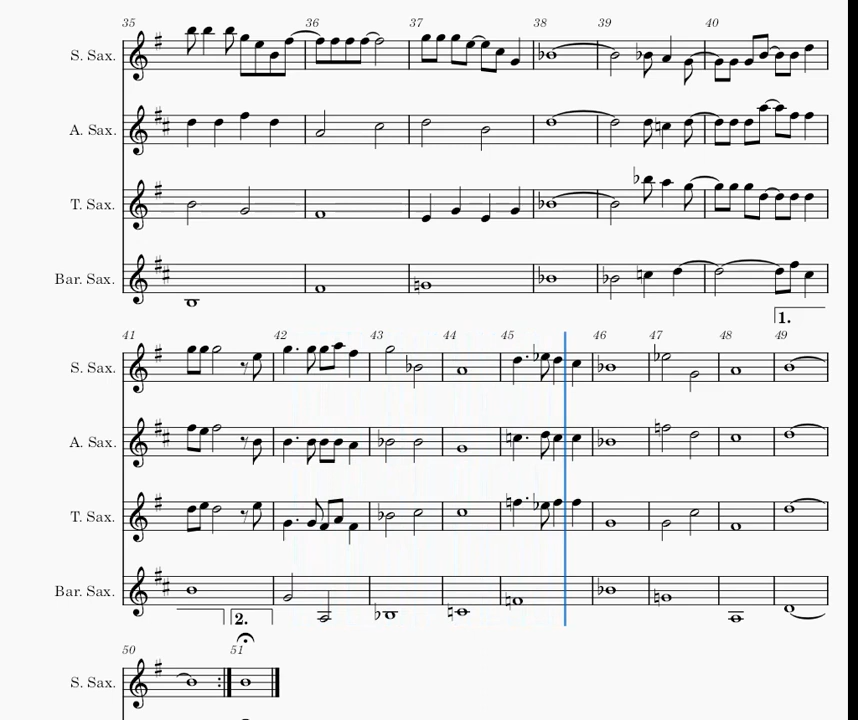 35 36 37 38 39 40
S. Sax.
A. Sax.
T. Sax.
Bar. Sax.
1.
41 42 43 44 45 46 47 48 49
S. Sax.
A. Sax.
T. Sax.
Bar. Sax.
2.
50 51
S. Sax.